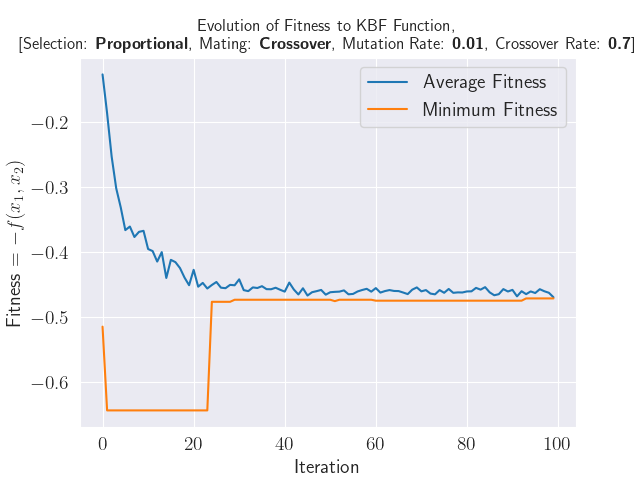 Evolution of Fitness to KBF Function,
[Selection: Proportional, Mating: Crossover, Mutation Rate: 0.01, Crossover Rate: 0.7]
Average Fitness
Minimum Fitness
−0.2
−0.3
−0.4
−0.5
−0.6
Fitness = −f(x₁, x₂)
0 20 40 60 80 100
Iteration